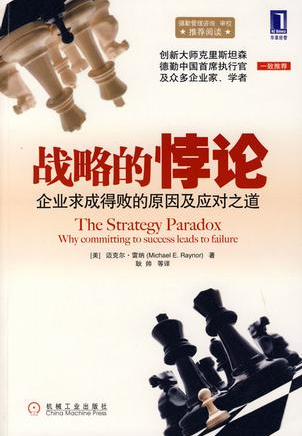 德勤管理咨询 审校
★ 推荐阅读 ★
华章经管
创新大师克里斯坦森
德勤中国首席执行官
及众多企业家、学者
一致推荐
战略的悖论
企业求成得败的原因及应对之道
The Strategy Paradox
Why committing to success leads to failure
[美] 迈克尔·雷纳 (Michael E. Raynor) 著
耿 帅 等译
机械工业出版社
China Machine Press